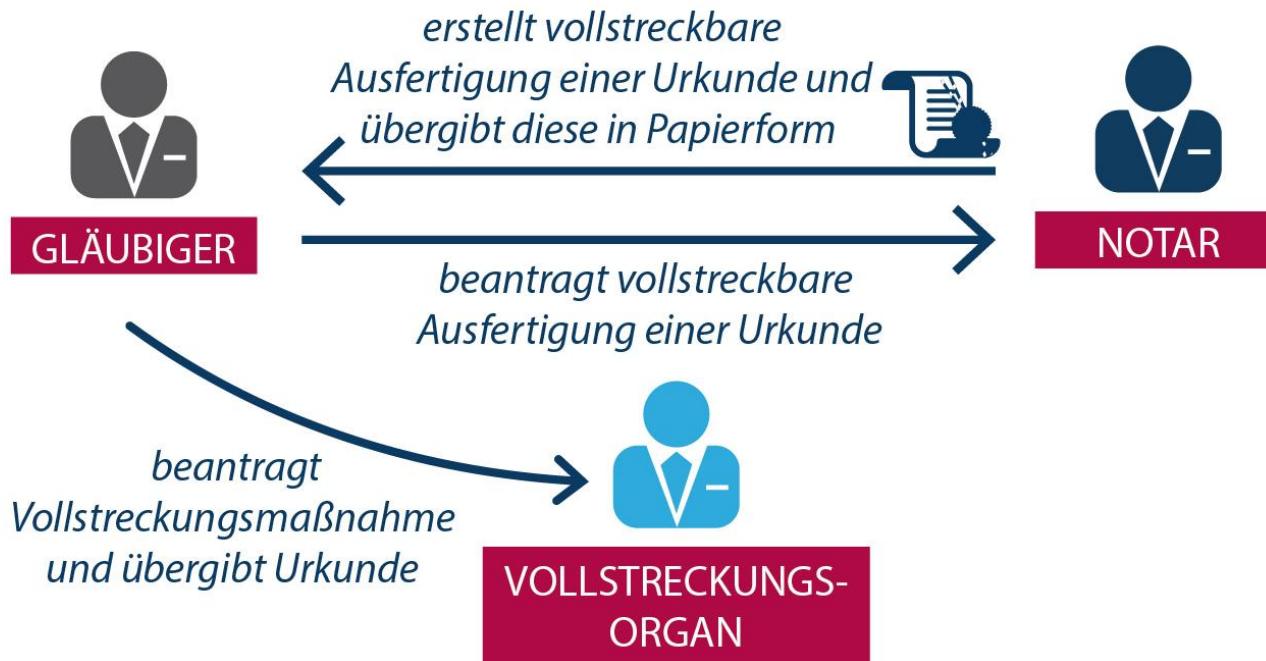 erstellt vollstreckbare
Ausfertigung einer Urkunde und
übergibt diese in Papierform
GLÄUBIGER
NOTAR
beantragt vollstreckbare
Ausfertigung einer Urkunde
beantragt
Vollstreckungsmaßnahme
und übergibt Urkunde
VOLLSTRECKUNGS-
ORGAN